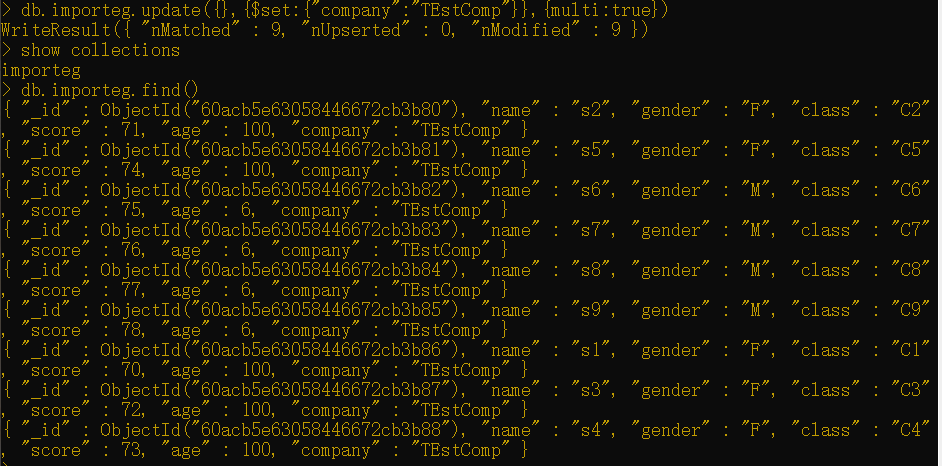 > db.importeg.update({},{$set:{"company":"TEstComp"}},{multi:true})
WriteResult({ "nMatched" : 9, "nUpserted" : 0, "nModified" : 9 })
> show collections
importeg
> db.importeg.find()
{ "_id" : ObjectId("60acb5e63058446672cb3b80"), "name" : "s2", "gender" : "F", "class" : "C2"
, "score" : 71, "age" : 100, "company" : "TEstComp" }
{ "_id" : ObjectId("60acb5e63058446672cb3b81"), "name" : "s5", "gender" : "F", "class" : "C5"
, "score" : 74, "age" : 100, "company" : "TEstComp" }
{ "_id" : ObjectId("60acb5e63058446672cb3b82"), "name" : "s6", "gender" : "M", "class" : "C6"
, "score" : 75, "age" : 6, "company" : "TEstComp" }
{ "_id" : ObjectId("60acb5e63058446672cb3b83"), "name" : "s7", "gender" : "M", "class" : "C7"
, "score" : 76, "age" : 6, "company" : "TEstComp" }
{ "_id" : ObjectId("60acb5e63058446672cb3b84"), "name" : "s8", "gender" : "M", "class" : "C8"
, "score" : 77, "age" : 6, "company" : "TEstComp" }
{ "_id" : ObjectId("60acb5e63058446672cb3b85"), "name" : "s9", "gender" : "M", "class" : "C9"
, "score" : 78, "age" : 6, "company" : "TEstComp" }
{ "_id" : ObjectId("60acb5e63058446672cb3b86"), "name" : "s1", "gender" : "F", "class" : "C1"
, "score" : 70, "age" : 100, "company" : "TEstComp" }
{ "_id" : ObjectId("60acb5e63058446672cb3b87"), "name" : "s3", "gender" : "F", "class" : "C3"
, "score" : 72, "age" : 100, "company" : "TEstComp" }
{ "_id" : ObjectId("60acb5e63058446672cb3b88"), "name" : "s4", "gender" : "F", "class" : "C4"
, "score" : 73, "age" : 100, "company" : "TEstComp" }